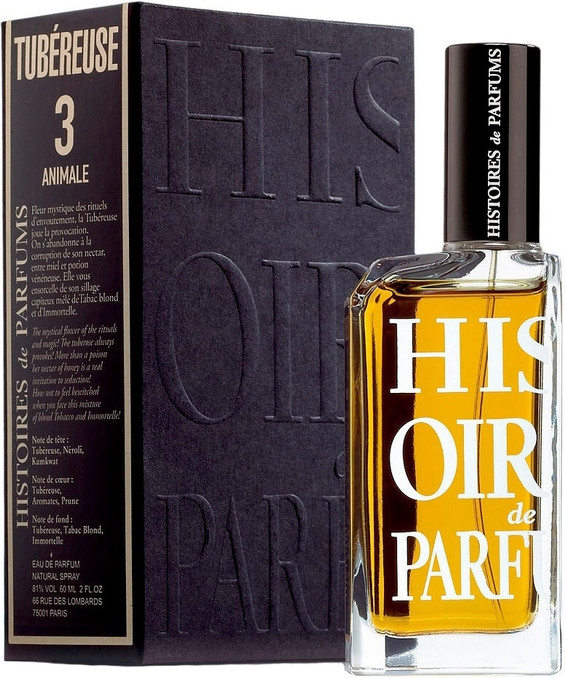 TUBÉREUSE
3
ANIMALE
HISTOIRES de PARFUMS
Fleur mystique des rituels
d'envoutement, la Tubéreuse
joue la provocation.
On s'abandonne à la
corruption de son nectar,
entre miel et potion
vénéneuse. Elle vous
ensorcelle de son sillage
capiteux mêlé de Tabac blond
et d'Immortelle.
The mystical flower of the rituals
and magic! The tuberose always
provokes! More than a poison
her nectar of honey is a real
invitation to seduction!
How not to feel bewitched
when you face this mixture
of blond Tobacco and Immortelle!
Note de tête :
Tubéreuse, Néroli,
Kumkwat
Note de cœur :
Tubéreuse,
Aromates, Prune
Note de fond :
Tubéreuse, Tabac Blond,
Immortelle
EAU DE PARFUM
NATURAL SPRAY
81% VOL 60 ML 2 FL.OZ
66 RUE DES LOMBARDS
75001 PARIS
HIS
OIR
PAR
HISTOIRES de PARFUMS
HIS
OIR
de
PARFU